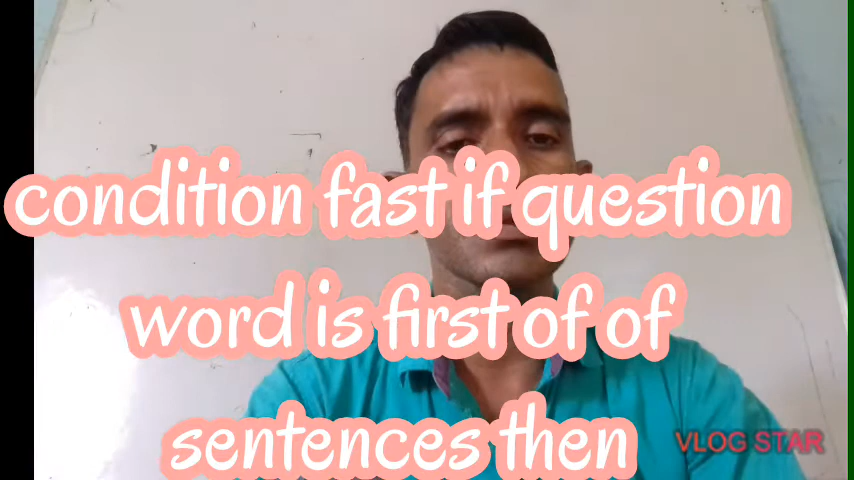 condition fast if question
word is first of of
sentences then
VLOG STAR